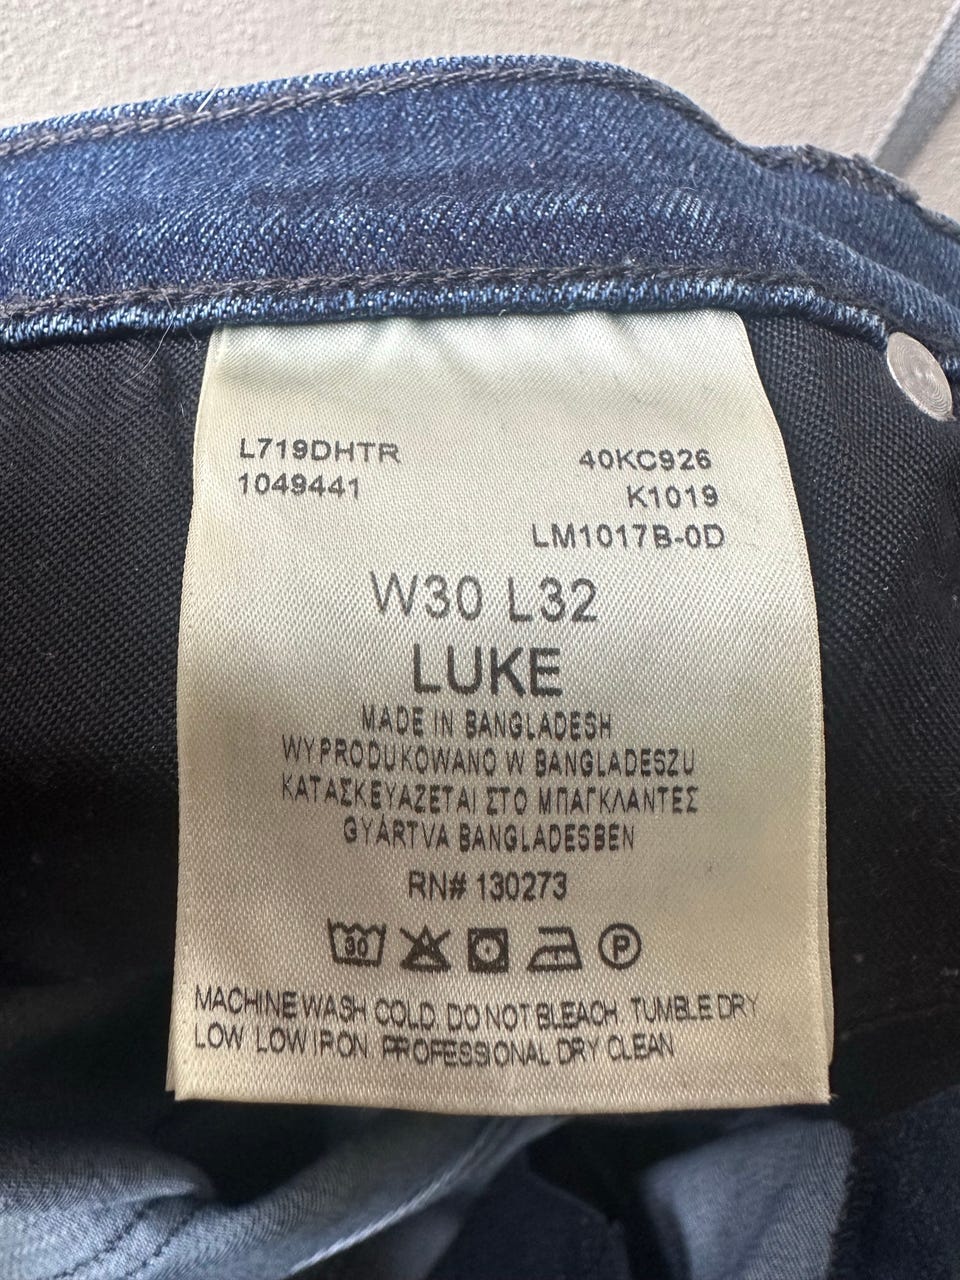 L719DHTR 40KC926
1049441 K1019
LM1017B-0D
W30 L32
LUKE
MADE IN BANGLADESH
WYPRODUKOWANO W BANGLADESZU
ΚΑΤΑΣΚΕΥΑΖΕΤΑΙ ΣΤΟ ΜΠΑΓΚΛΑΝΤΕΣ
GYÁRTVA BANGLADESBEN
RN# 130273
30 P
MACHINE WASH COLD. DO NOT BLEACH TUMBLE DRY
LOW LOW IRON PROFESSIONAL DRY CLEAN